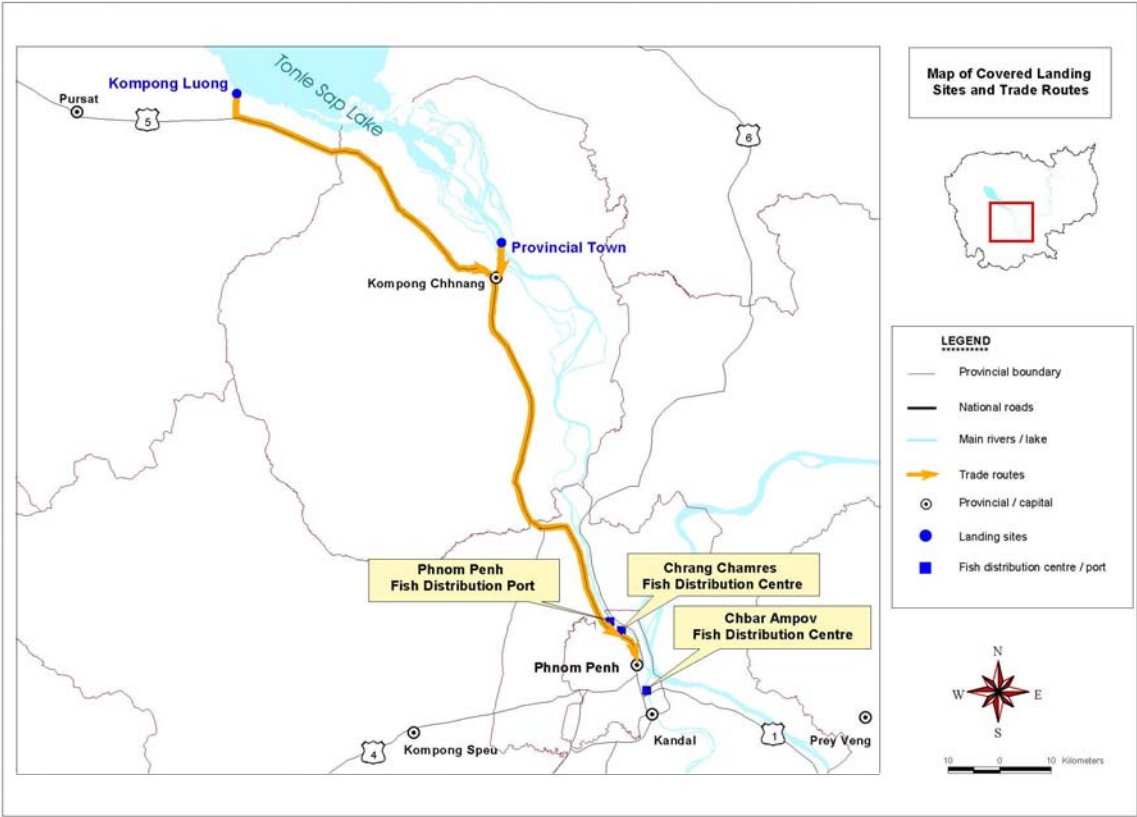 Kompong Luong
Pursat
5
Tonle Sap Lake
6
Provincial Town
Kompong Chhnang
Phnom Penh
Fish Distribution Port
Chrang Chamres
Fish Distribution Centre
Chbar Ampov
Fish Distribution Centre
Phnom Penh
Kompong Speu
4
Kandal
1
Prey Veng
Map of Covered Landing
Sites and Trade Routes
LEGEND
Provincial boundary
National roads
Main rivers / lake
Trade routes
Provincial / capital
Landing sites
Fish distribution centre / port
N
W
E
S
10 0 10 Kilometers